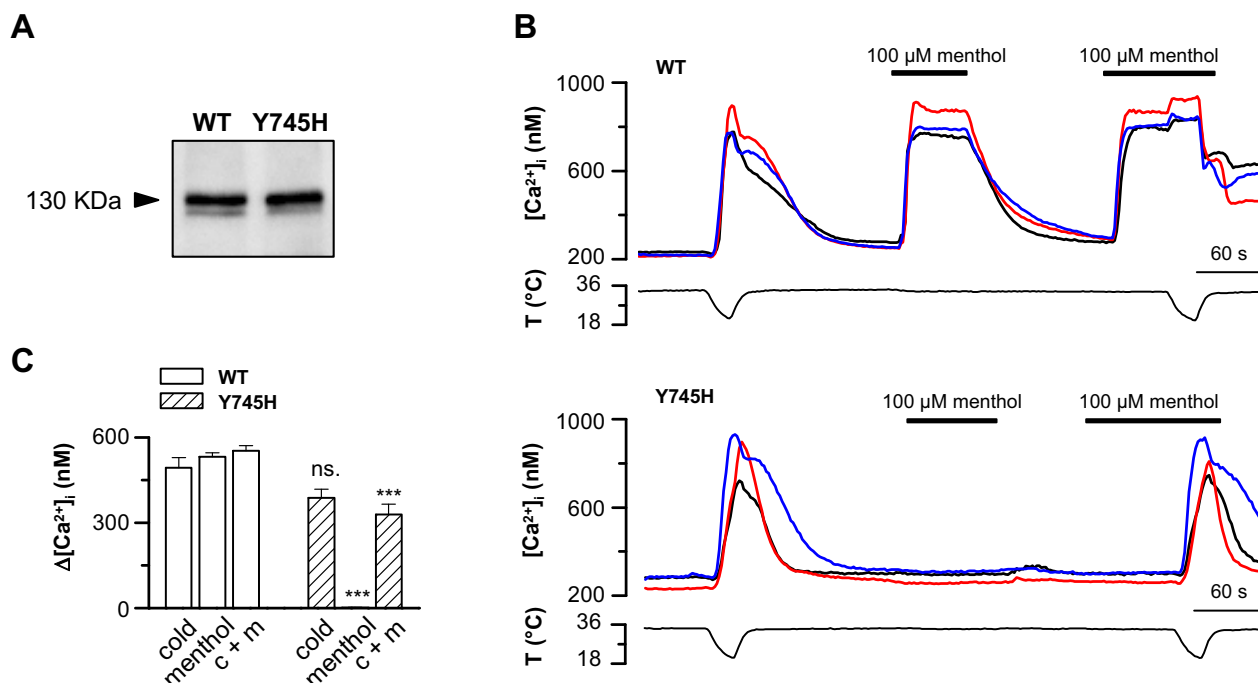 A
WT Y745H
130 KDa
B
WT
100 µM menthol 100 µM menthol
1000
600
200
[Ca²⁺]ᵢ (nM)
60 s
36
18
T (°C)
Y745H
100 µM menthol 100 µM menthol
1000
600
200
[Ca²⁺]ᵢ (nM)
60 s
36
18
T (°C)
C
WT
Y745H
600
300
0
Δ[Ca²⁺]ᵢ (nM)
ns.
***
***
cold menthol c + m cold menthol c + m